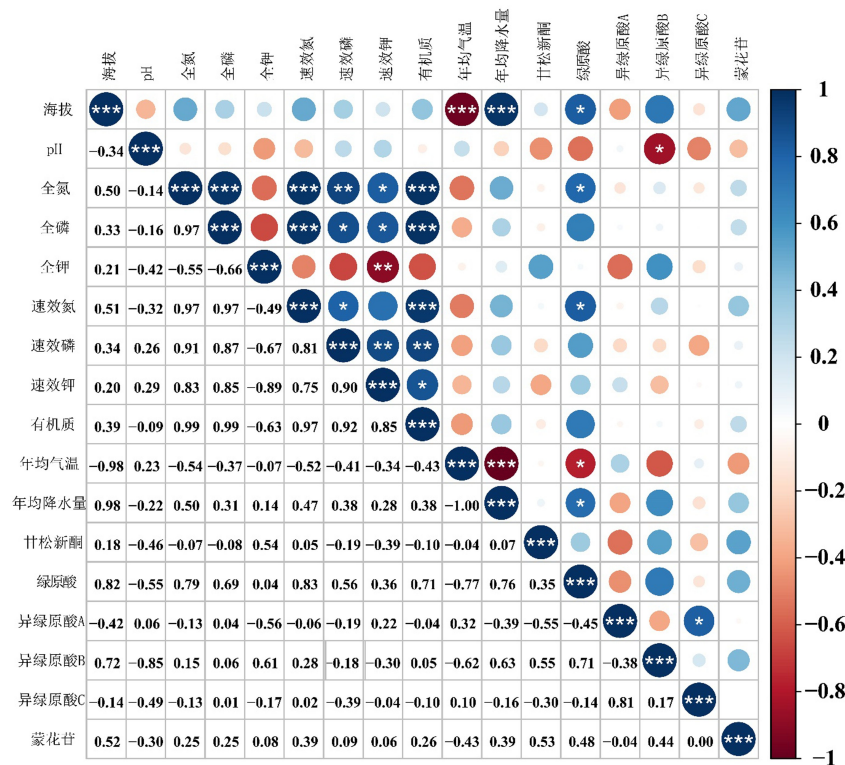 海拔 pH 全氮 全磷 全钾 速效氮 速效磷 速效钾 有机质 年均气温 年均降水量 甘松新酮 绿原酸 异绿原酸A 异绿原酸B 异绿原酸C 蒙花苷
海拔 *** *** *** *
pH −0.34 *** *
全氮 0.50 −0.14 *** *** *** ** * *** *
全磷 0.33 −0.16 0.97 *** *** * * ***
全钾 0.21 −0.42 −0.55 −0.66 *** **
速效氮 0.51 −0.32 0.97 0.97 −0.49 *** * *** *
速效磷 0.34 0.26 0.91 0.87 −0.67 0.81 *** ** **
速效钾 0.20 0.29 0.83 0.85 −0.89 0.75 0.90 *** *
有机质 0.39 −0.09 0.99 0.99 −0.63 0.97 0.92 0.85 ***
年均气温 −0.98 0.23 −0.54 −0.37 −0.07 −0.52 −0.41 −0.34 −0.43 *** *** *
年均降水量 0.98 −0.22 0.50 0.31 0.14 0.47 0.38 0.28 0.38 −1.00 *** *
甘松新酮 0.18 −0.46 −0.07 −0.08 0.54 0.05 −0.19 −0.39 −0.10 −0.04 0.07 ***
绿原酸 0.82 −0.55 0.79 0.69 0.04 0.83 0.56 0.36 0.71 −0.77 0.76 0.35 ***
异绿原酸A −0.42 0.06 −0.13 0.04 −0.56 −0.06 −0.19 0.22 −0.04 0.32 −0.39 −0.55 −0.45 *** *
异绿原酸B 0.72 −0.85 0.15 0.06 0.61 0.28 −0.18 −0.30 0.05 −0.62 0.63 0.55 0.71 −0.38 ***
异绿原酸C −0.14 −0.49 −0.13 0.01 −0.17 0.02 −0.39 −0.04 −0.10 0.10 −0.16 −0.30 −0.14 0.81 0.17 ***
蒙花苷 0.52 −0.30 0.25 0.25 0.08 0.39 0.09 0.06 0.26 −0.43 0.39 0.53 0.48 −0.04 0.44 0.00 ***
1
0.8
0.6
0.4
0.2
0
−0.2
−0.4
−0.6
−0.8
−1